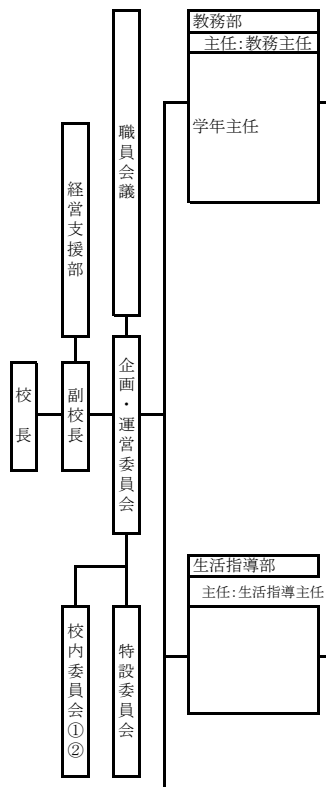 校長
副校長
経営支援部
職員会議
企画・運営委員会
校内委員会①②
特設委員会
教務部
主任:教務主任
学年主任
生活指導部
主任:生活指導主任